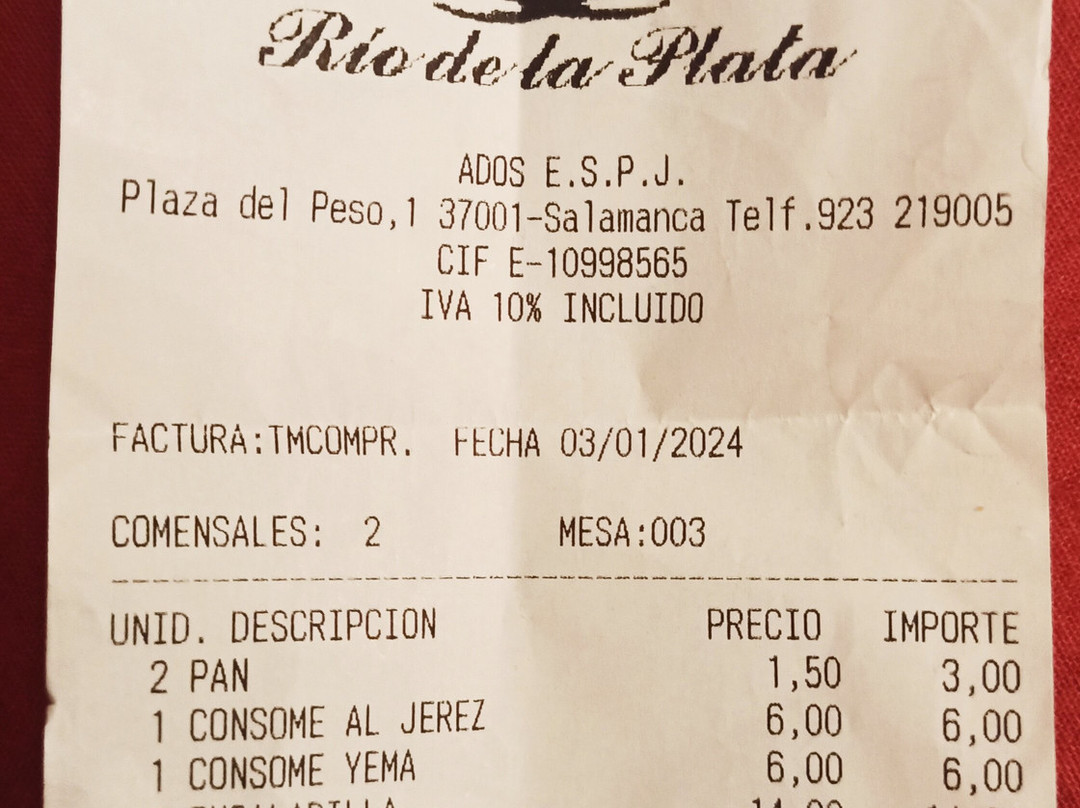 Río de la Plata
ADOS E.S.P.J.
Plaza del Peso,1 37001-Salamanca Telf.923 219005
CIF E-10998565
IVA 10% INCLUIDO
FACTURA:TMCOMPR. FECHA 03/01/2024
COMENSALES: 2 MESA:003
UNID. DESCRIPCION PRECIO IMPORTE
2 PAN 1,50 3,00
1 CONSOME AL JEREZ 6,00 6,00
1 CONSOME YEMA 6,00 6,00